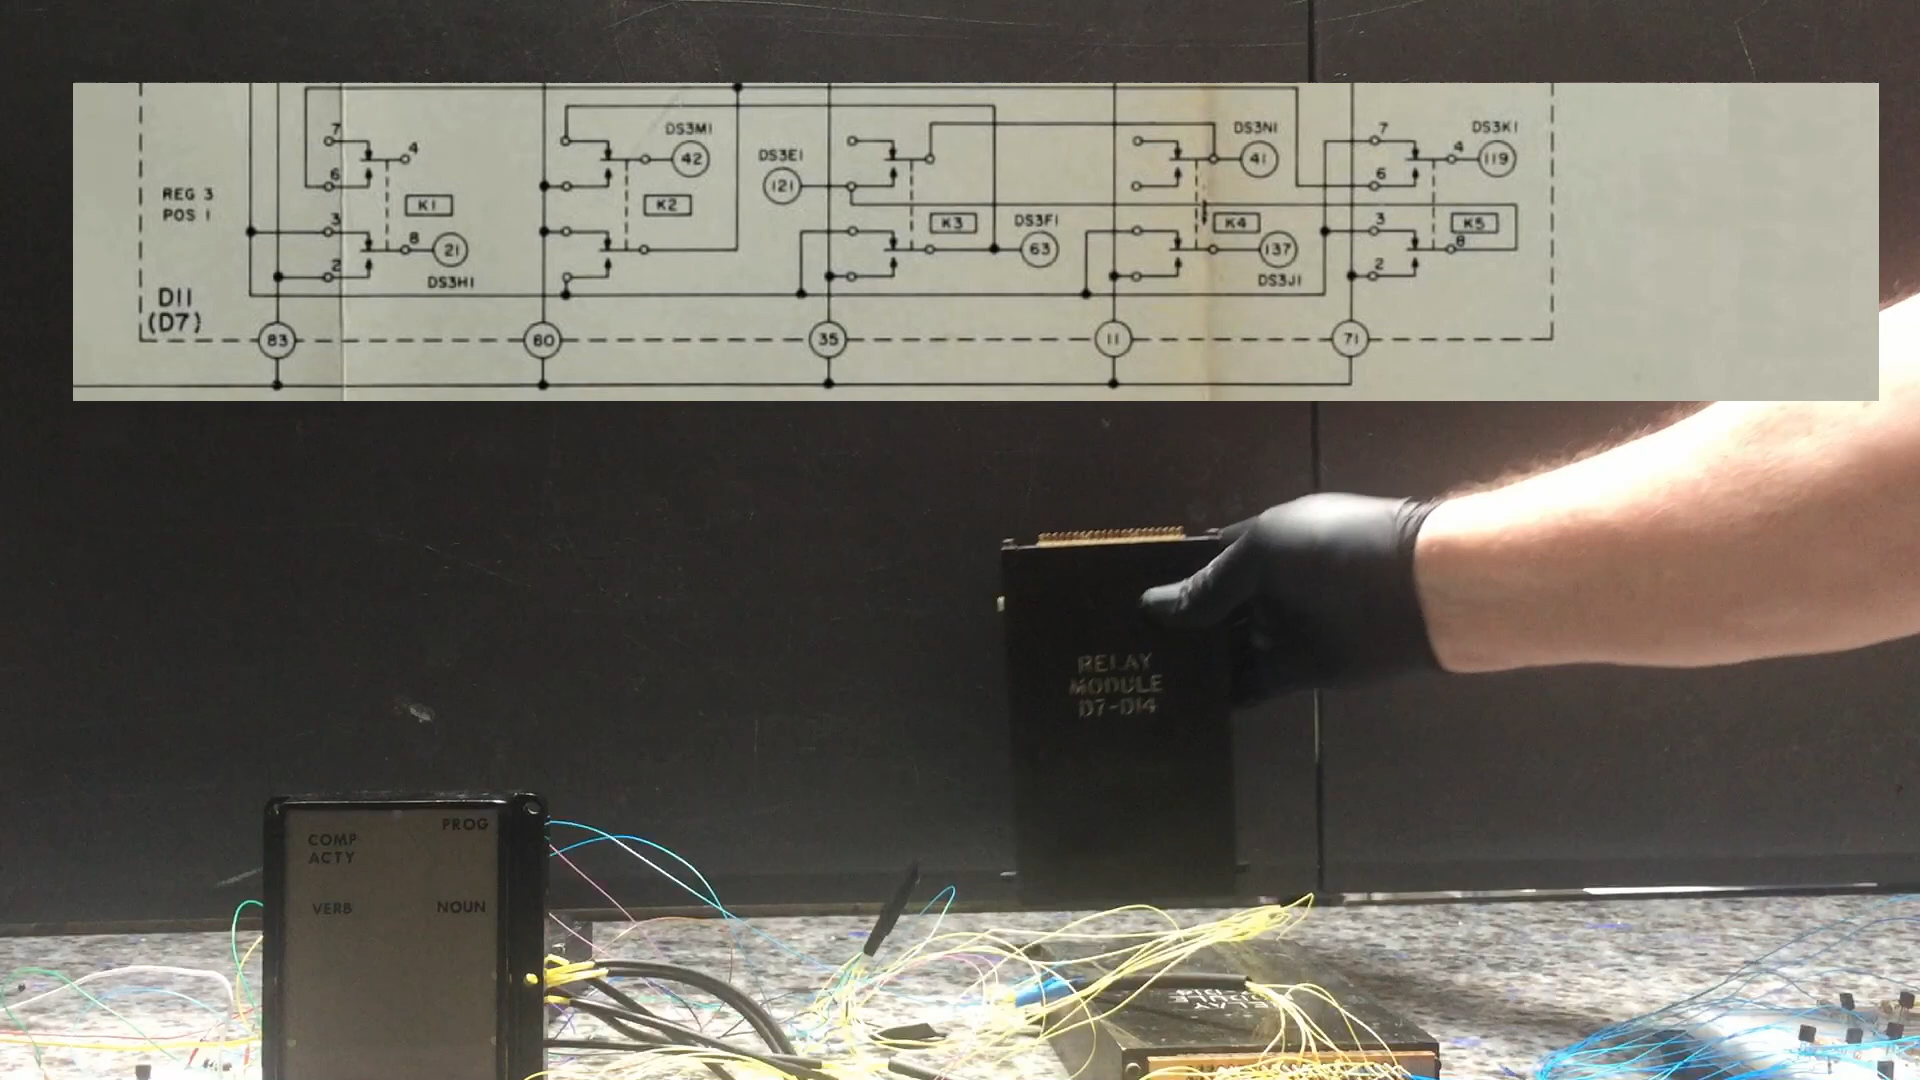 7
4
6
K1
3
8
21
2
DS3H1
REG 3
POS 1
D11
(D7)
83
DS3M1
42
K2
60
DS3E1
121
K3
DS3F1
63
35
DS3N1
41
K4
137
DS3J1
11
7
DS3K1
4
119
6
K5
3
8
2
71
RELAY
MODULE
D7-D14
COMP
ACTY
PROG
VERB
NOUN